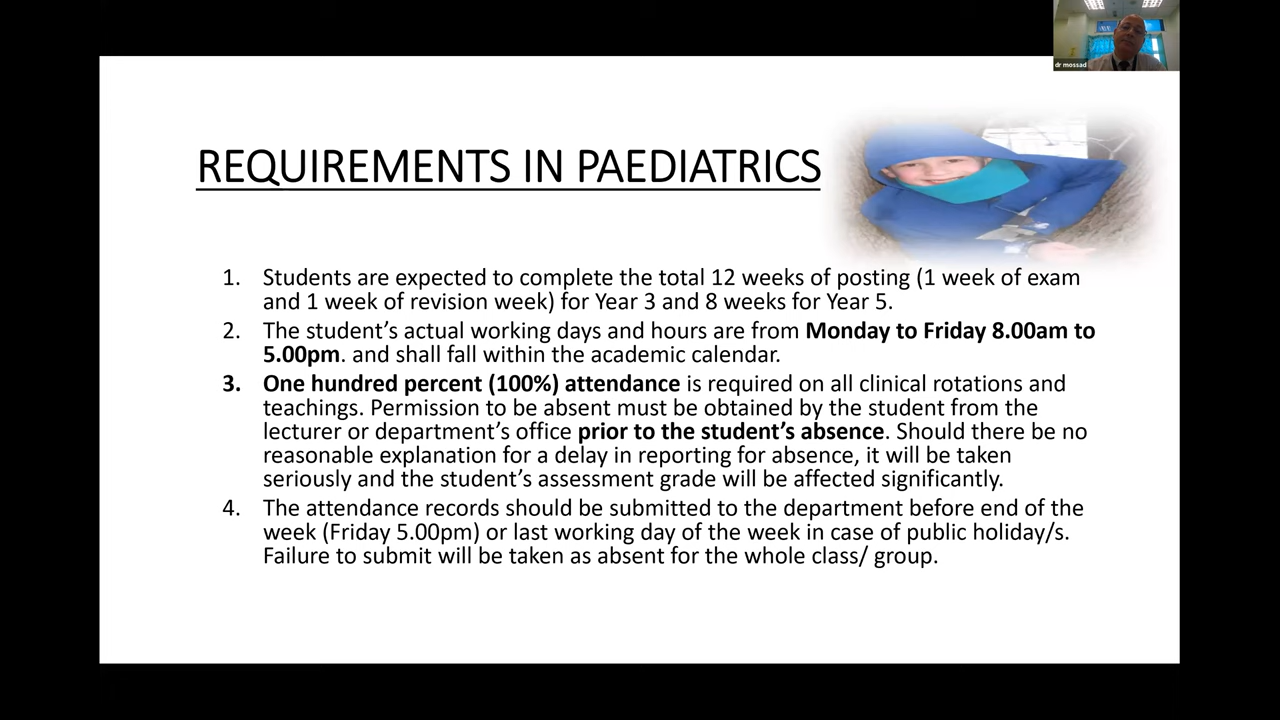 dr mossad
REQUIREMENTS IN PAEDIATRICS
1. Students are expected to complete the total 12 weeks of posting (1 week of exam
and 1 week of revision week) for Year 3 and 8 weeks for Year 5.
2. The student’s actual working days and hours are from Monday to Friday 8.00am to
5.00pm. and shall fall within the academic calendar.
3. One hundred percent (100%) attendance is required on all clinical rotations and
teachings. Permission to be absent must be obtained by the student from the
lecturer or department’s office prior to the student’s absence. Should there be no
reasonable explanation for a delay in reporting for absence, it will be taken
seriously and the student’s assessment grade will be affected significantly.
4. The attendance records should be submitted to the department before end of the
week (Friday 5.00pm) or last working day of the week in case of public holiday/s.
Failure to submit will be taken as absent for the whole class/ group.